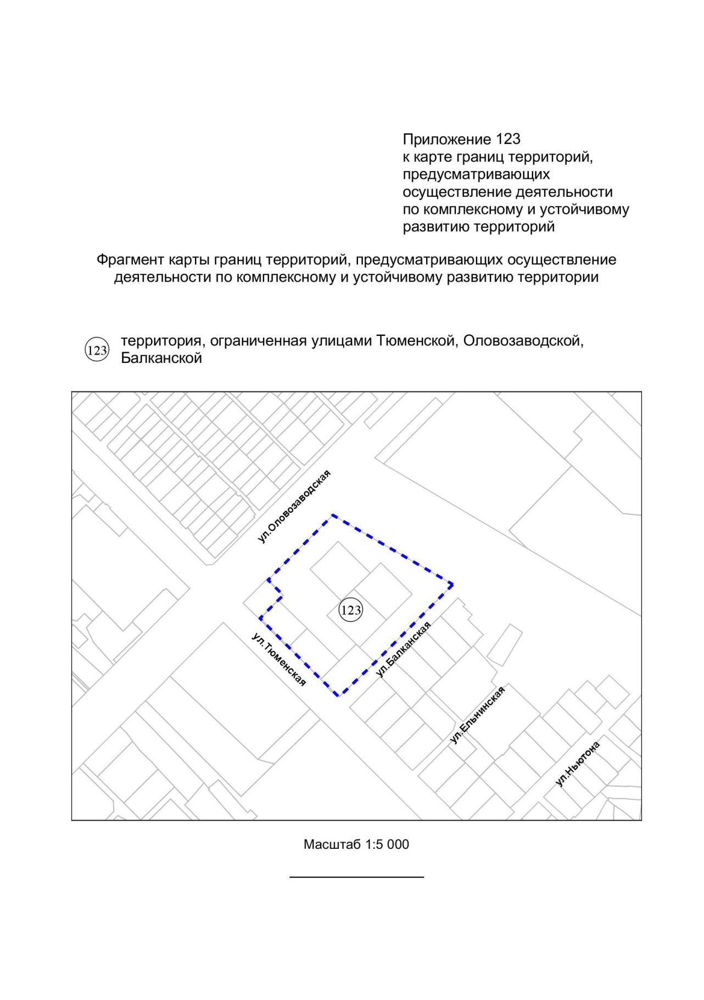 Приложение 123
к карте границ территорий,
предусматривающих
осуществление деятельности
по комплексному и устойчивому
развитию территорий
Фрагмент карты границ территорий, предусматривающих осуществление
деятельности по комплексному и устойчивому развитию территории
123
территория, ограниченная улицами Тюменской, Оловозаводской,
Балканской
ул.Оловозаводская
123
ул.Тюменская
ул.Балканская
ул.Ельнинская
ул.Ньютона
Масштаб 1:5 000